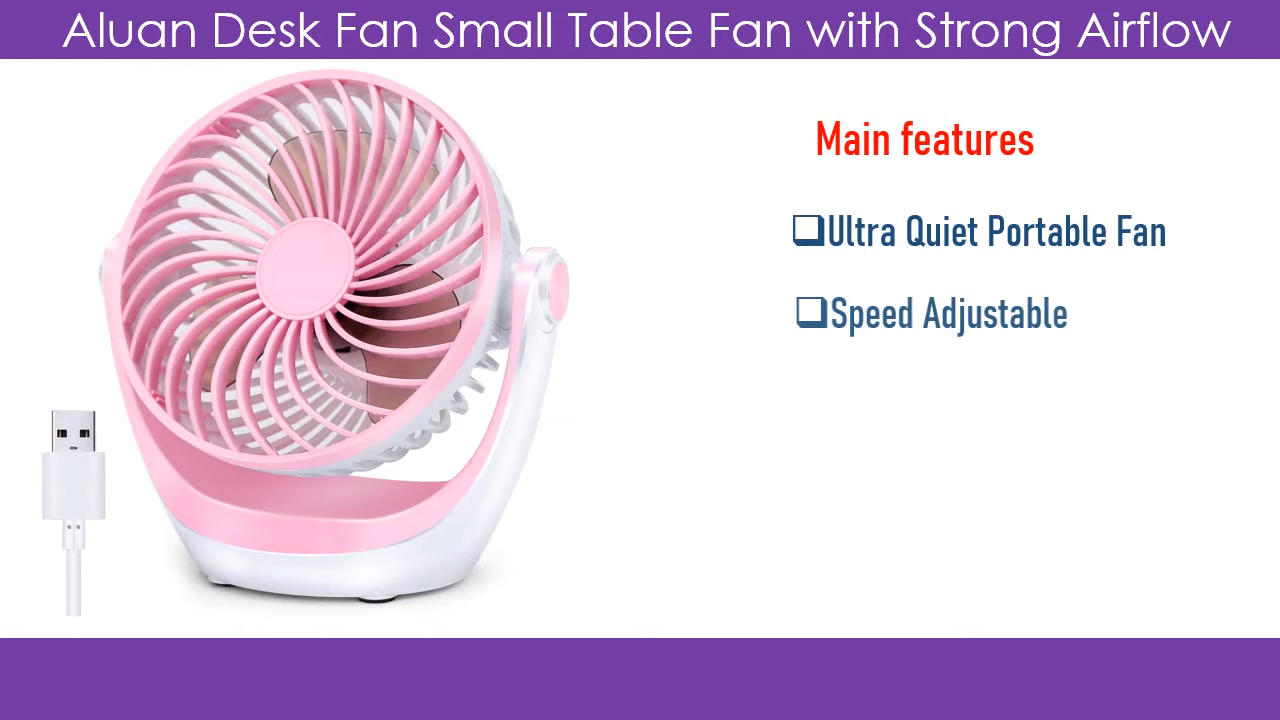 Aluan Desk Fan Small Table Fan with Strong Airflow
Main features
❑Ultra Quiet Portable Fan
❑Speed Adjustable